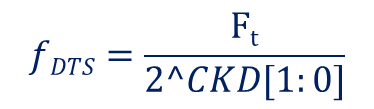 f_DTS = F_t / 2^CKD[1:0]